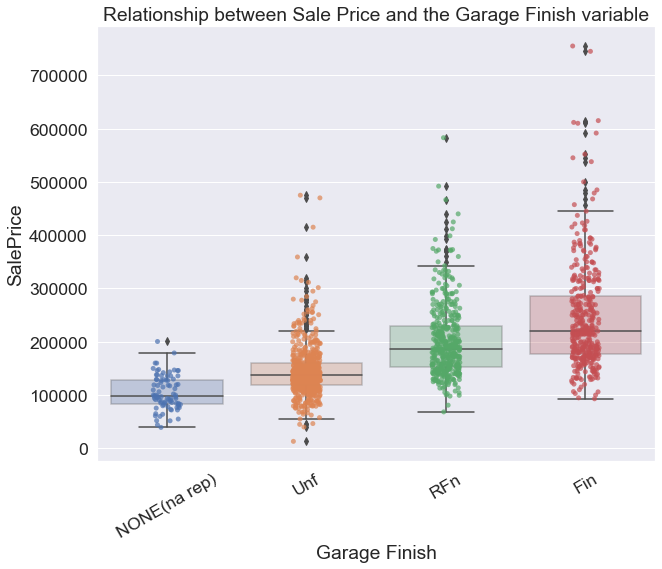 Relationship between Sale Price and the Garage Finish variable
SalePrice
700000
600000
500000
400000
300000
200000
100000
0
NONE(na rep)
Unf
RFn
Fin
Garage Finish